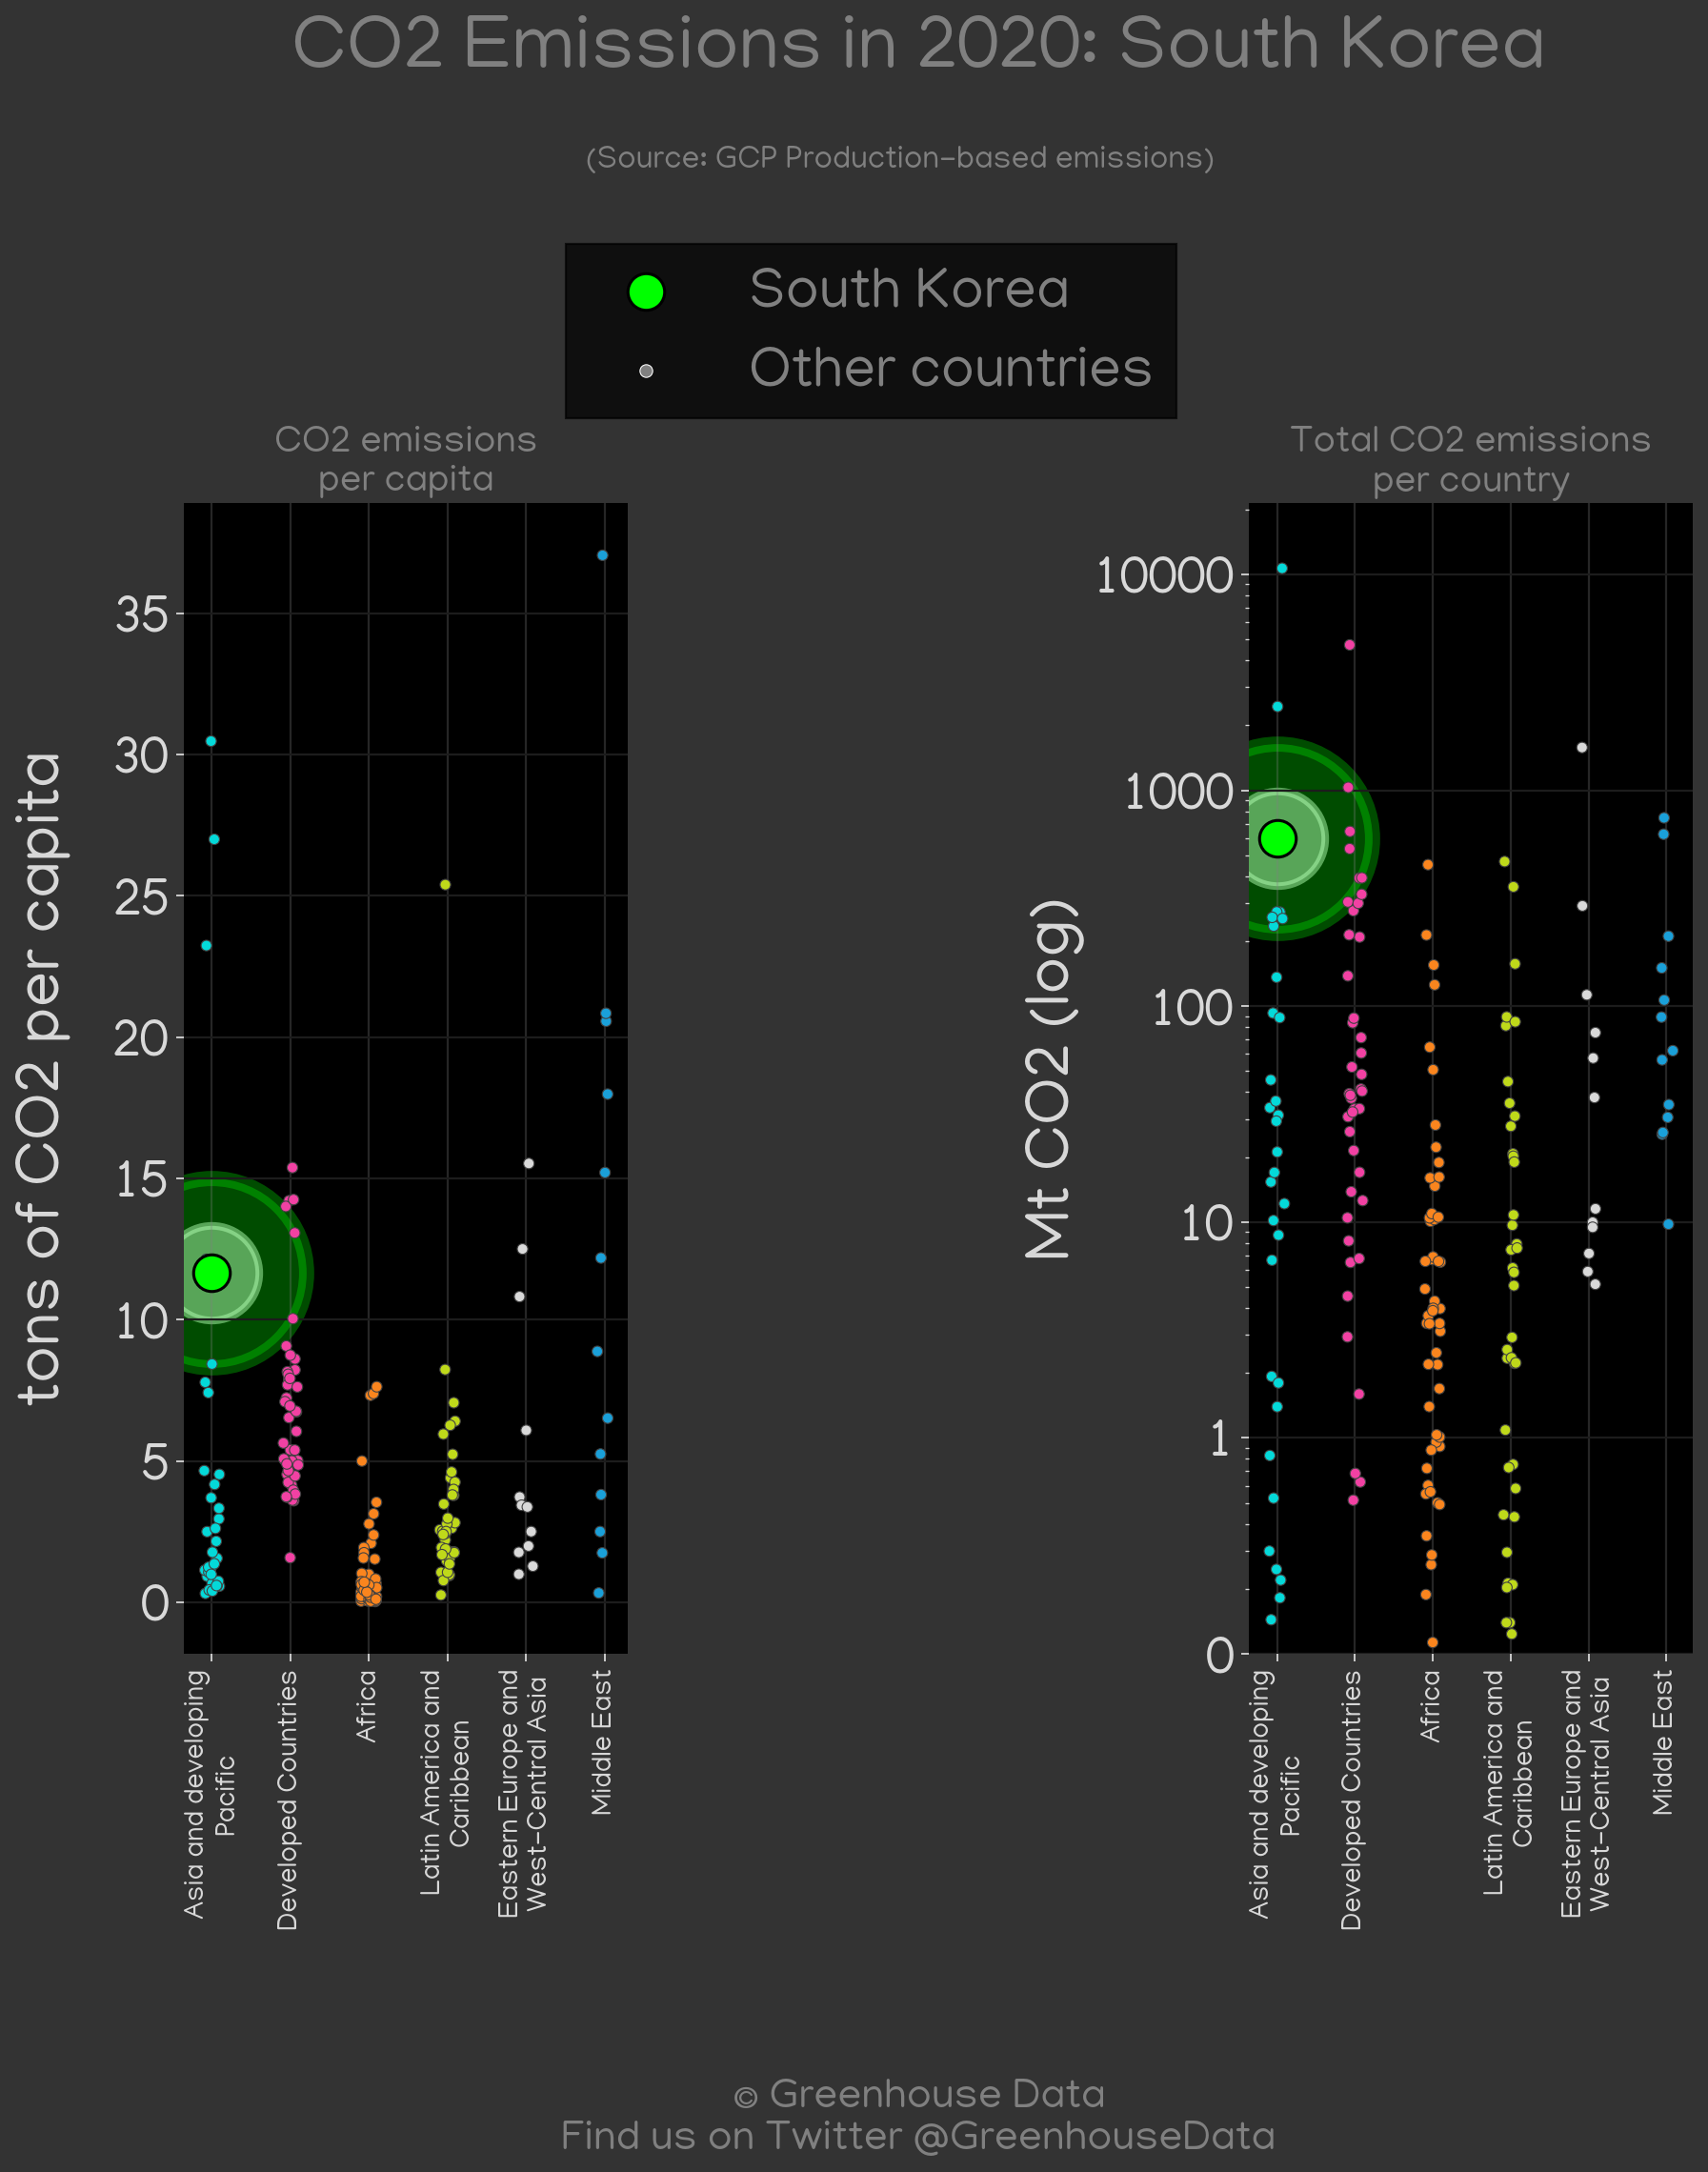 CO2 Emissions in 2020: South Korea
(Source: GCP Production-based emissions)
South Korea
Other countries
CO2 emissions
per capita
tons of CO2 per capita
35
30
25
20
15
10
5
0
Asia and developing
Pacific
Developed Countries
Africa
Latin America and
Caribbean
Eastern Europe and
West-Central Asia
Middle East
Total CO2 emissions
per country
Mt CO2 (log)
10000
1000
100
10
1
0
Asia and developing
Pacific
Developed Countries
Africa
Latin America and
Caribbean
Eastern Europe and
West-Central Asia
Middle East
© Greenhouse Data
Find us on Twitter @GreenhouseData